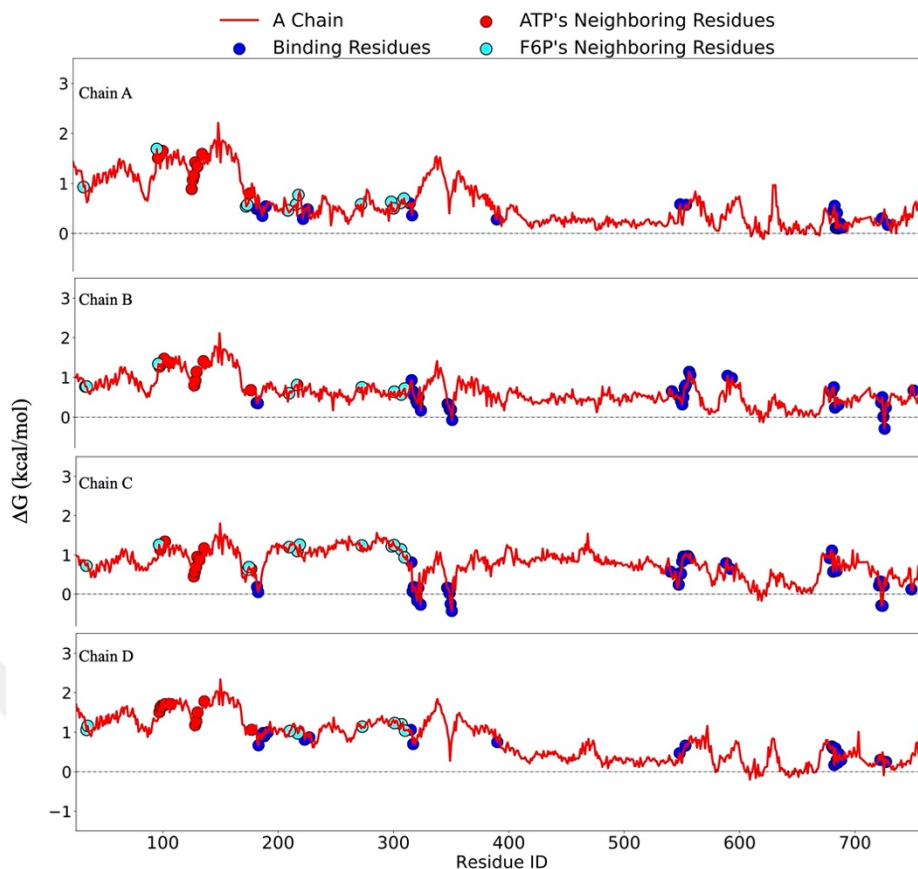 A Chain ATP's Neighboring Residues
Binding Residues F6P's Neighboring Residues
Chain A
3
2
1
0
Chain B
3
2
1
0
Chain C
3
2
1
0
Chain D
3
2
1
0
−1
ΔG (kcal/mol)
100 200 300 400 500 600 700
Residue ID